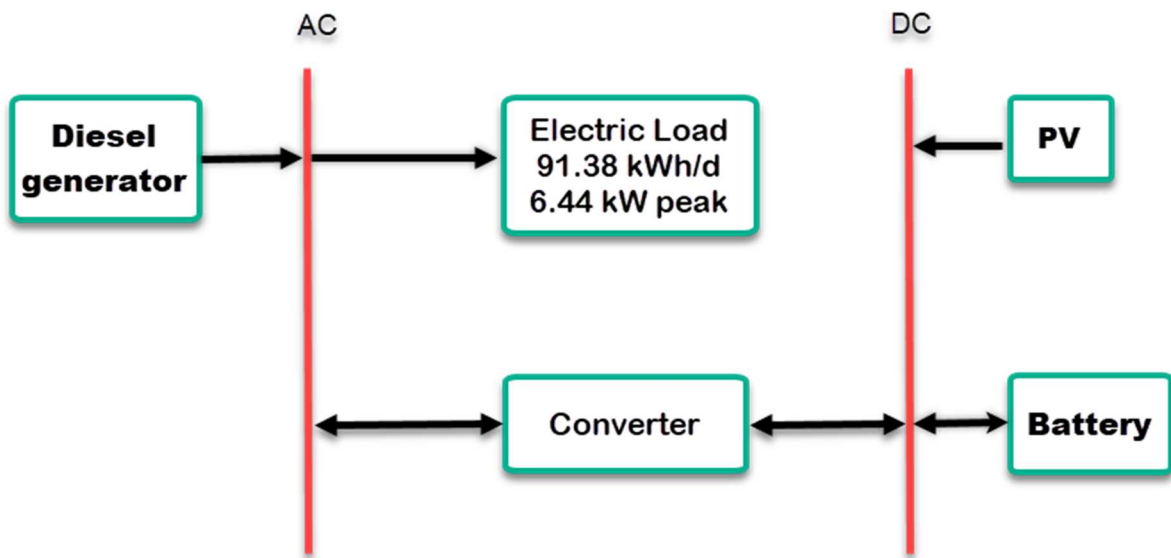 AC
DC
Diesel
generator
Electric Load
91.38 kWh/d
6.44 kW peak
PV
Converter
Battery